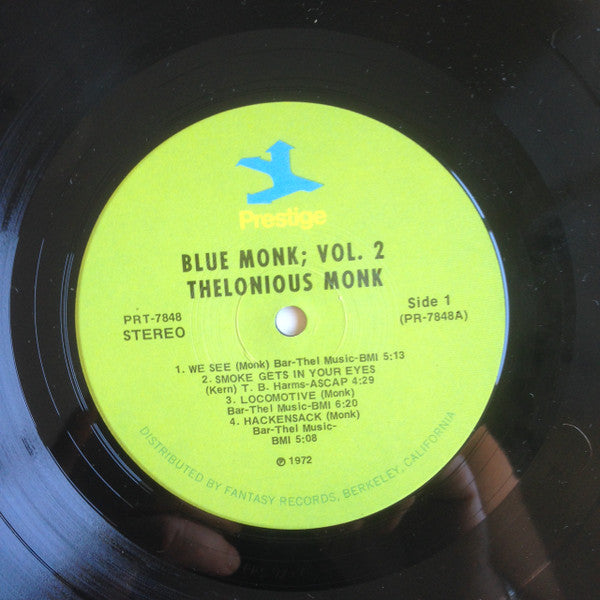 Prestige
BLUE MONK; VOL. 2
THELONIOUS MONK
PRT-7848
STEREO
Side 1
(PR-7848A)
1. WE SEE (Monk) Bar-Thel Music-BMI 5:13
2. SMOKE GETS IN YOUR EYES
(Kern) T. B. Harms-ASCAP 4:29
3. LOCOMOTIVE (Monk)
Bar-Thel Music-BMI 6:20
4. HACKENSACK (Monk)
Bar-Thel Music-
BMI 5:08
℗ 1972
DISTRIBUTED BY FANTASY RECORDS, BERKELEY, CALIFORNIA